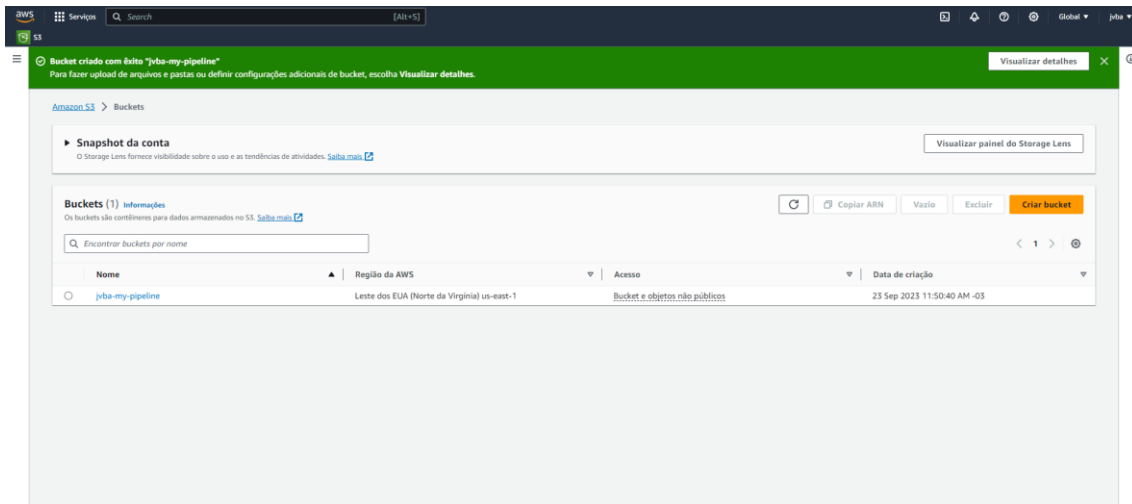 aws Serviços Search [Alt+S] Global jvba
S3
Bucket criado com êxito "jvba-my-pipeline"
Para fazer upload de arquivos e pastas ou definir configurações adicionais de bucket, escolha Visualizar detalhes.
Visualizar detalhes
Amazon S3 > Buckets
Snapshot da conta
O Storage Lens fornece visibilidade sobre o uso e as tendências de atividades. Saiba mais
Visualizar painel do Storage Lens
Buckets (1) Informações
Os buckets são contêineres para dados armazenados no S3. Saiba mais
Copiar ARN Vazio Excluir Criar bucket
Encontrar buckets por nome
1
Nome Região da AWS Acesso Data de criação
jvba-my-pipeline Leste dos EUA (Norte da Virgínia) us-east-1 Bucket e objetos não públicos 23 Sep 2023 11:50:40 AM -03